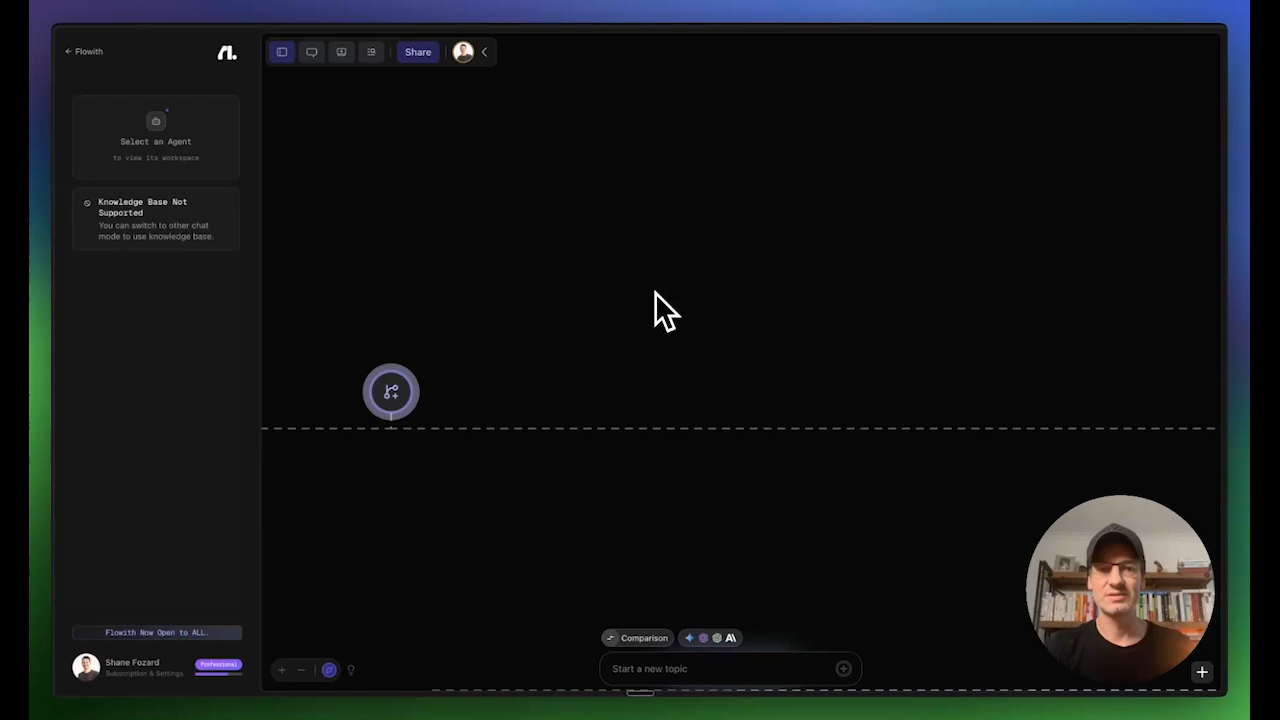 Flowith
Share
Select an Agent
to view its workspace
Knowledge Base Not
Supported
You can switch to other chat
mode to use knowledge base.
Comparison
Start a new topic
Flowith Now Open to ALL.
Shane Fozard
Professional
Subscription & Settings